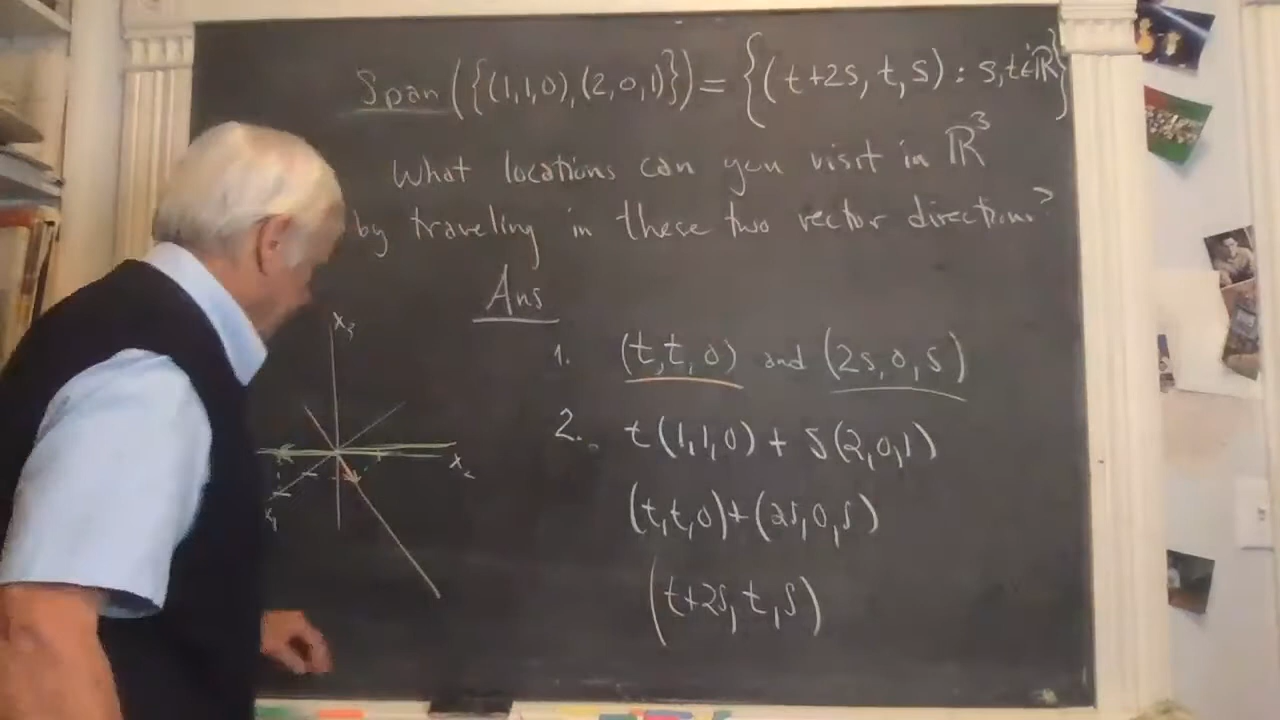 Span ({(1,1,0),(2,0,1)}) = {(t+2s, t, s) : s,t∈ℝ}
What locations can you visit in ℝ³
by traveling in these two vector directions?
Ans
1. (t,t,0) and (2s,0,s)
2. t(1,1,0) + s(2,0,1)
(t,t,0)+(2s,0,s)
(t+2s, t, s)
x₃
x₂
x₁